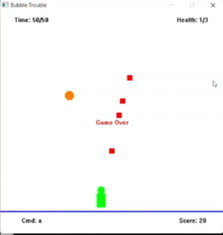 Bubble Trouble
Time: 50/50 Health: 1/3
Game Over
Cmd: a Score: 20